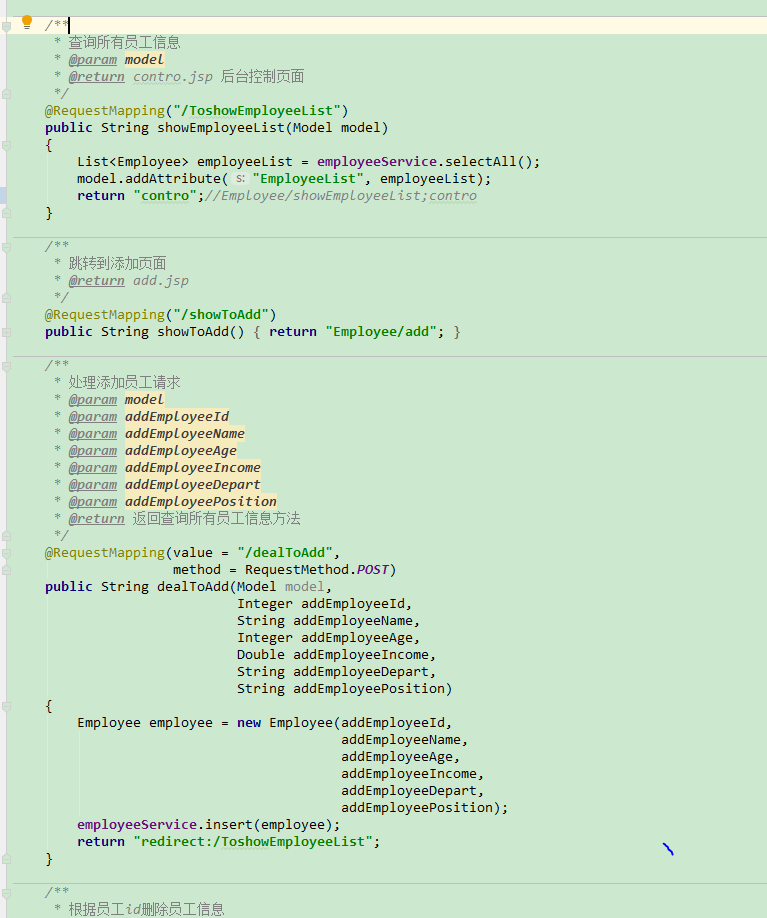 /**
 * 查询所有员工信息
 * @param model
 * @return contro.jsp 后台控制页面
 */
@RequestMapping("/ToshowEmployeeList")
public String showEmployeeList(Model model)
{
    List<Employee> employeeList = employeeService.selectAll();
    model.addAttribute( s: "EmployeeList", employeeList);
    return "contro";//Employee/showEmployeeList;contro
}
/**
 * 跳转到添加页面
 * @return add.jsp
 */
@RequestMapping("/showToAdd")
public String showToAdd() { return "Employee/add"; }
/**
 * 处理添加员工请求
 * @param model
 * @param addEmployeeId
 * @param addEmployeeName
 * @param addEmployeeAge
 * @param addEmployeeIncome
 * @param addEmployeeDepart
 * @param addEmployeePosition
 * @return 返回查询所有员工信息方法
 */
@RequestMapping(value = "/dealToAdd",
                method = RequestMethod.POST)
public String dealToAdd(Model model,
                        Integer addEmployeeId,
                        String addEmployeeName,
                        Integer addEmployeeAge,
                        Double addEmployeeIncome,
                        String addEmployeeDepart,
                        String addEmployeePosition)
{
    Employee employee = new Employee(addEmployeeId,
                                     addEmployeeName,
                                     addEmployeeAge,
                                     addEmployeeIncome,
                                     addEmployeeDepart,
                                     addEmployeePosition);
    employeeService.insert(employee);
    return "redirect:/ToshowEmployeeList";
}
/**
 * 根据员工id删除员工信息